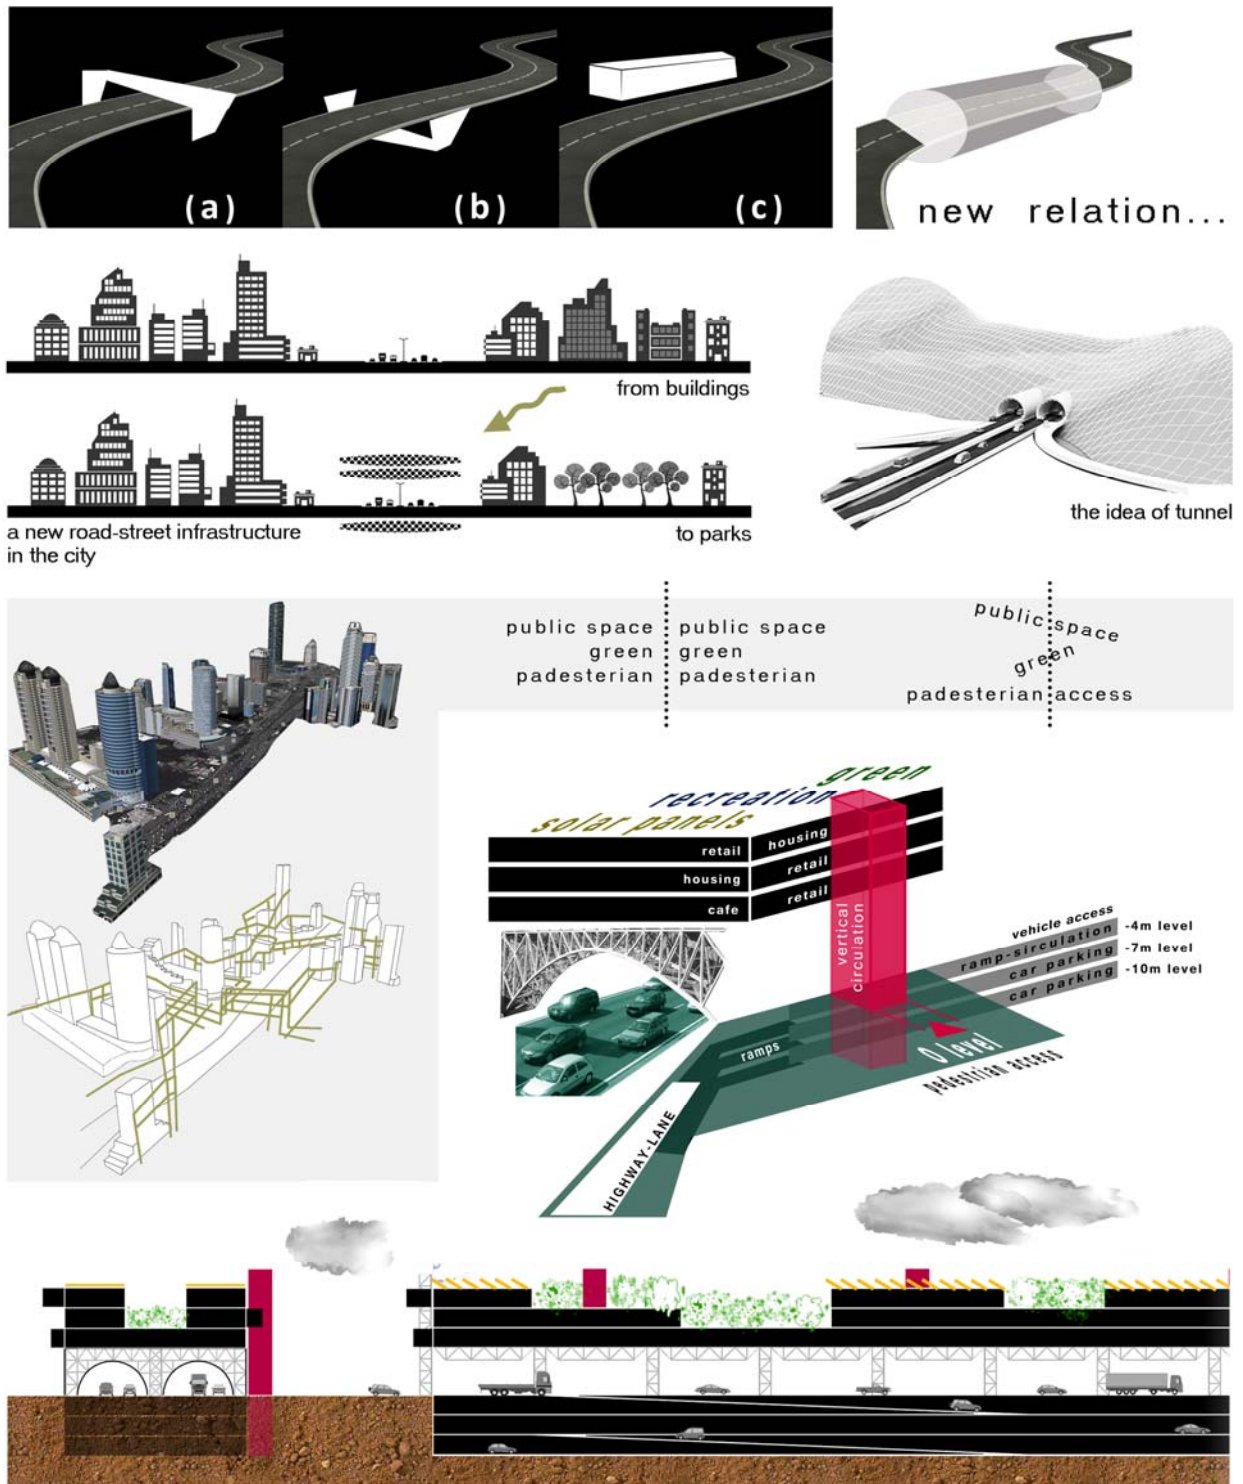 (a)
(b)
(c)
new relation...
from buildings
a new road-street infrastructure
in the city
to parks
the idea of tunnel
public space
green
padesterian
public space
green
padesterian
public space
green
padesterian access
green
recreation
solar panels
retail
housing
cafe
housing
retail
retail
vertical
circulation
vehicle access
ramp-sirculation
car parking
car parking
-4m level
-7m level
-10m level
ramps
0 level
pedestrian access
HIGHWAY-LANE